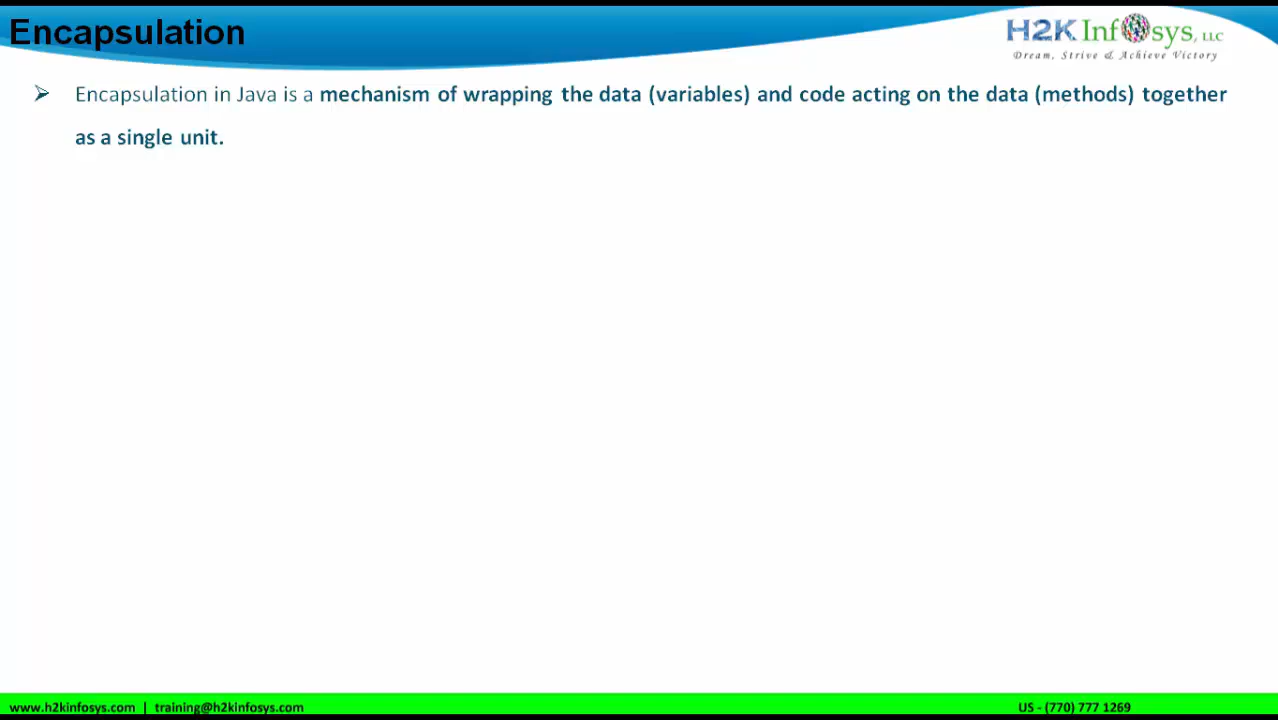 Encapsulation
H2K Infosys, LLC
Dream, Strive & Achieve Victory
➢ Encapsulation in Java is a mechanism of wrapping the data (variables) and code acting on the data (methods) together
as a single unit.
www.h2kinfosys.com | training@h2kinfosys.com
US - (770) 777 1269